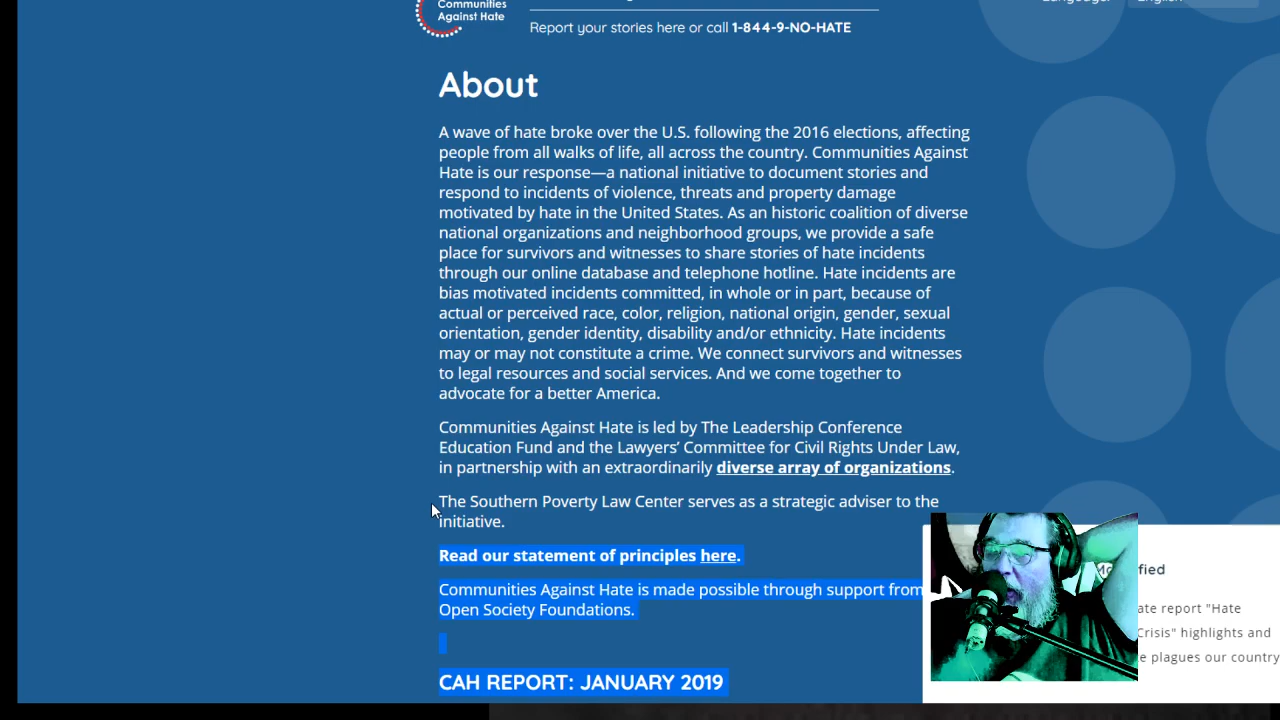 Communities
Against Hate
Report your stories here or call 1-844-9-NO-HATE
Language: English
About
A wave of hate broke over the U.S. following the 2016 elections, affecting
people from all walks of life, all across the country. Communities Against
Hate is our response—a national initiative to document stories and
respond to incidents of violence, threats and property damage
motivated by hate in the United States. As an historic coalition of diverse
national organizations and neighborhood groups, we provide a safe
place for survivors and witnesses to share stories of hate incidents
through our online database and telephone hotline. Hate incidents are
bias motivated incidents committed, in whole or in part, because of
actual or perceived race, color, religion, national origin, gender, sexual
orientation, gender identity, disability and/or ethnicity. Hate incidents
may or may not constitute a crime. We connect survivors and witnesses
to legal resources and social services. And we come together to
advocate for a better America.
Communities Against Hate is led by The Leadership Conference
Education Fund and the Lawyers’ Committee for Civil Rights Under Law,
in partnership with an extraordinarily diverse array of organizations.
The Southern Poverty Law Center serves as a strategic adviser to the
initiative.
Read our statement of principles here.
Communities Against Hate is made possible through support from
Open Society Foundations.
CAH REPORT: JANUARY 2019
ate report "Hate
Crisis" highlights and
e plagues our country